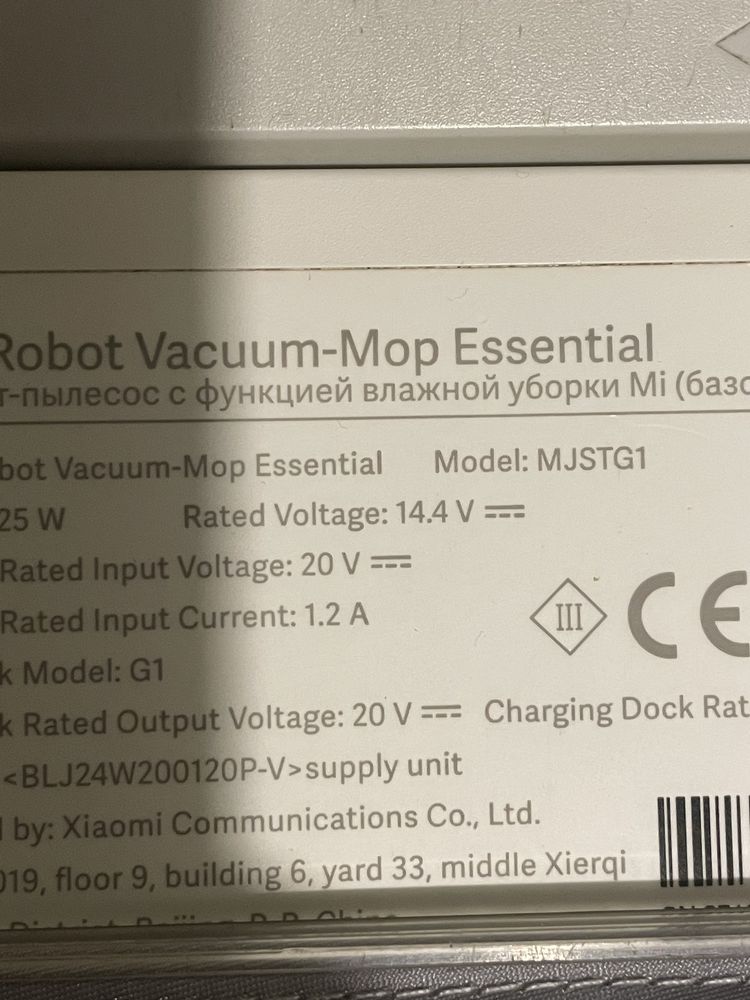 Robot Vacuum-Mop Essential
т-пылесос с функцией влажной уборки Mi (базо
bot Vacuum-Mop Essential Model: MJSTG1
25 W Rated Voltage: 14.4 V ⎓
Rated Input Voltage: 20 V ⎓
Rated Input Current: 1.2 A
III CE
k Model: G1
k Rated Output Voltage: 20 V ⎓ Charging Dock Rat
<BLJ24W200120P-V>supply unit
d by: Xiaomi Communications Co., Ltd.
019, floor 9, building 6, yard 33, middle Xierqi